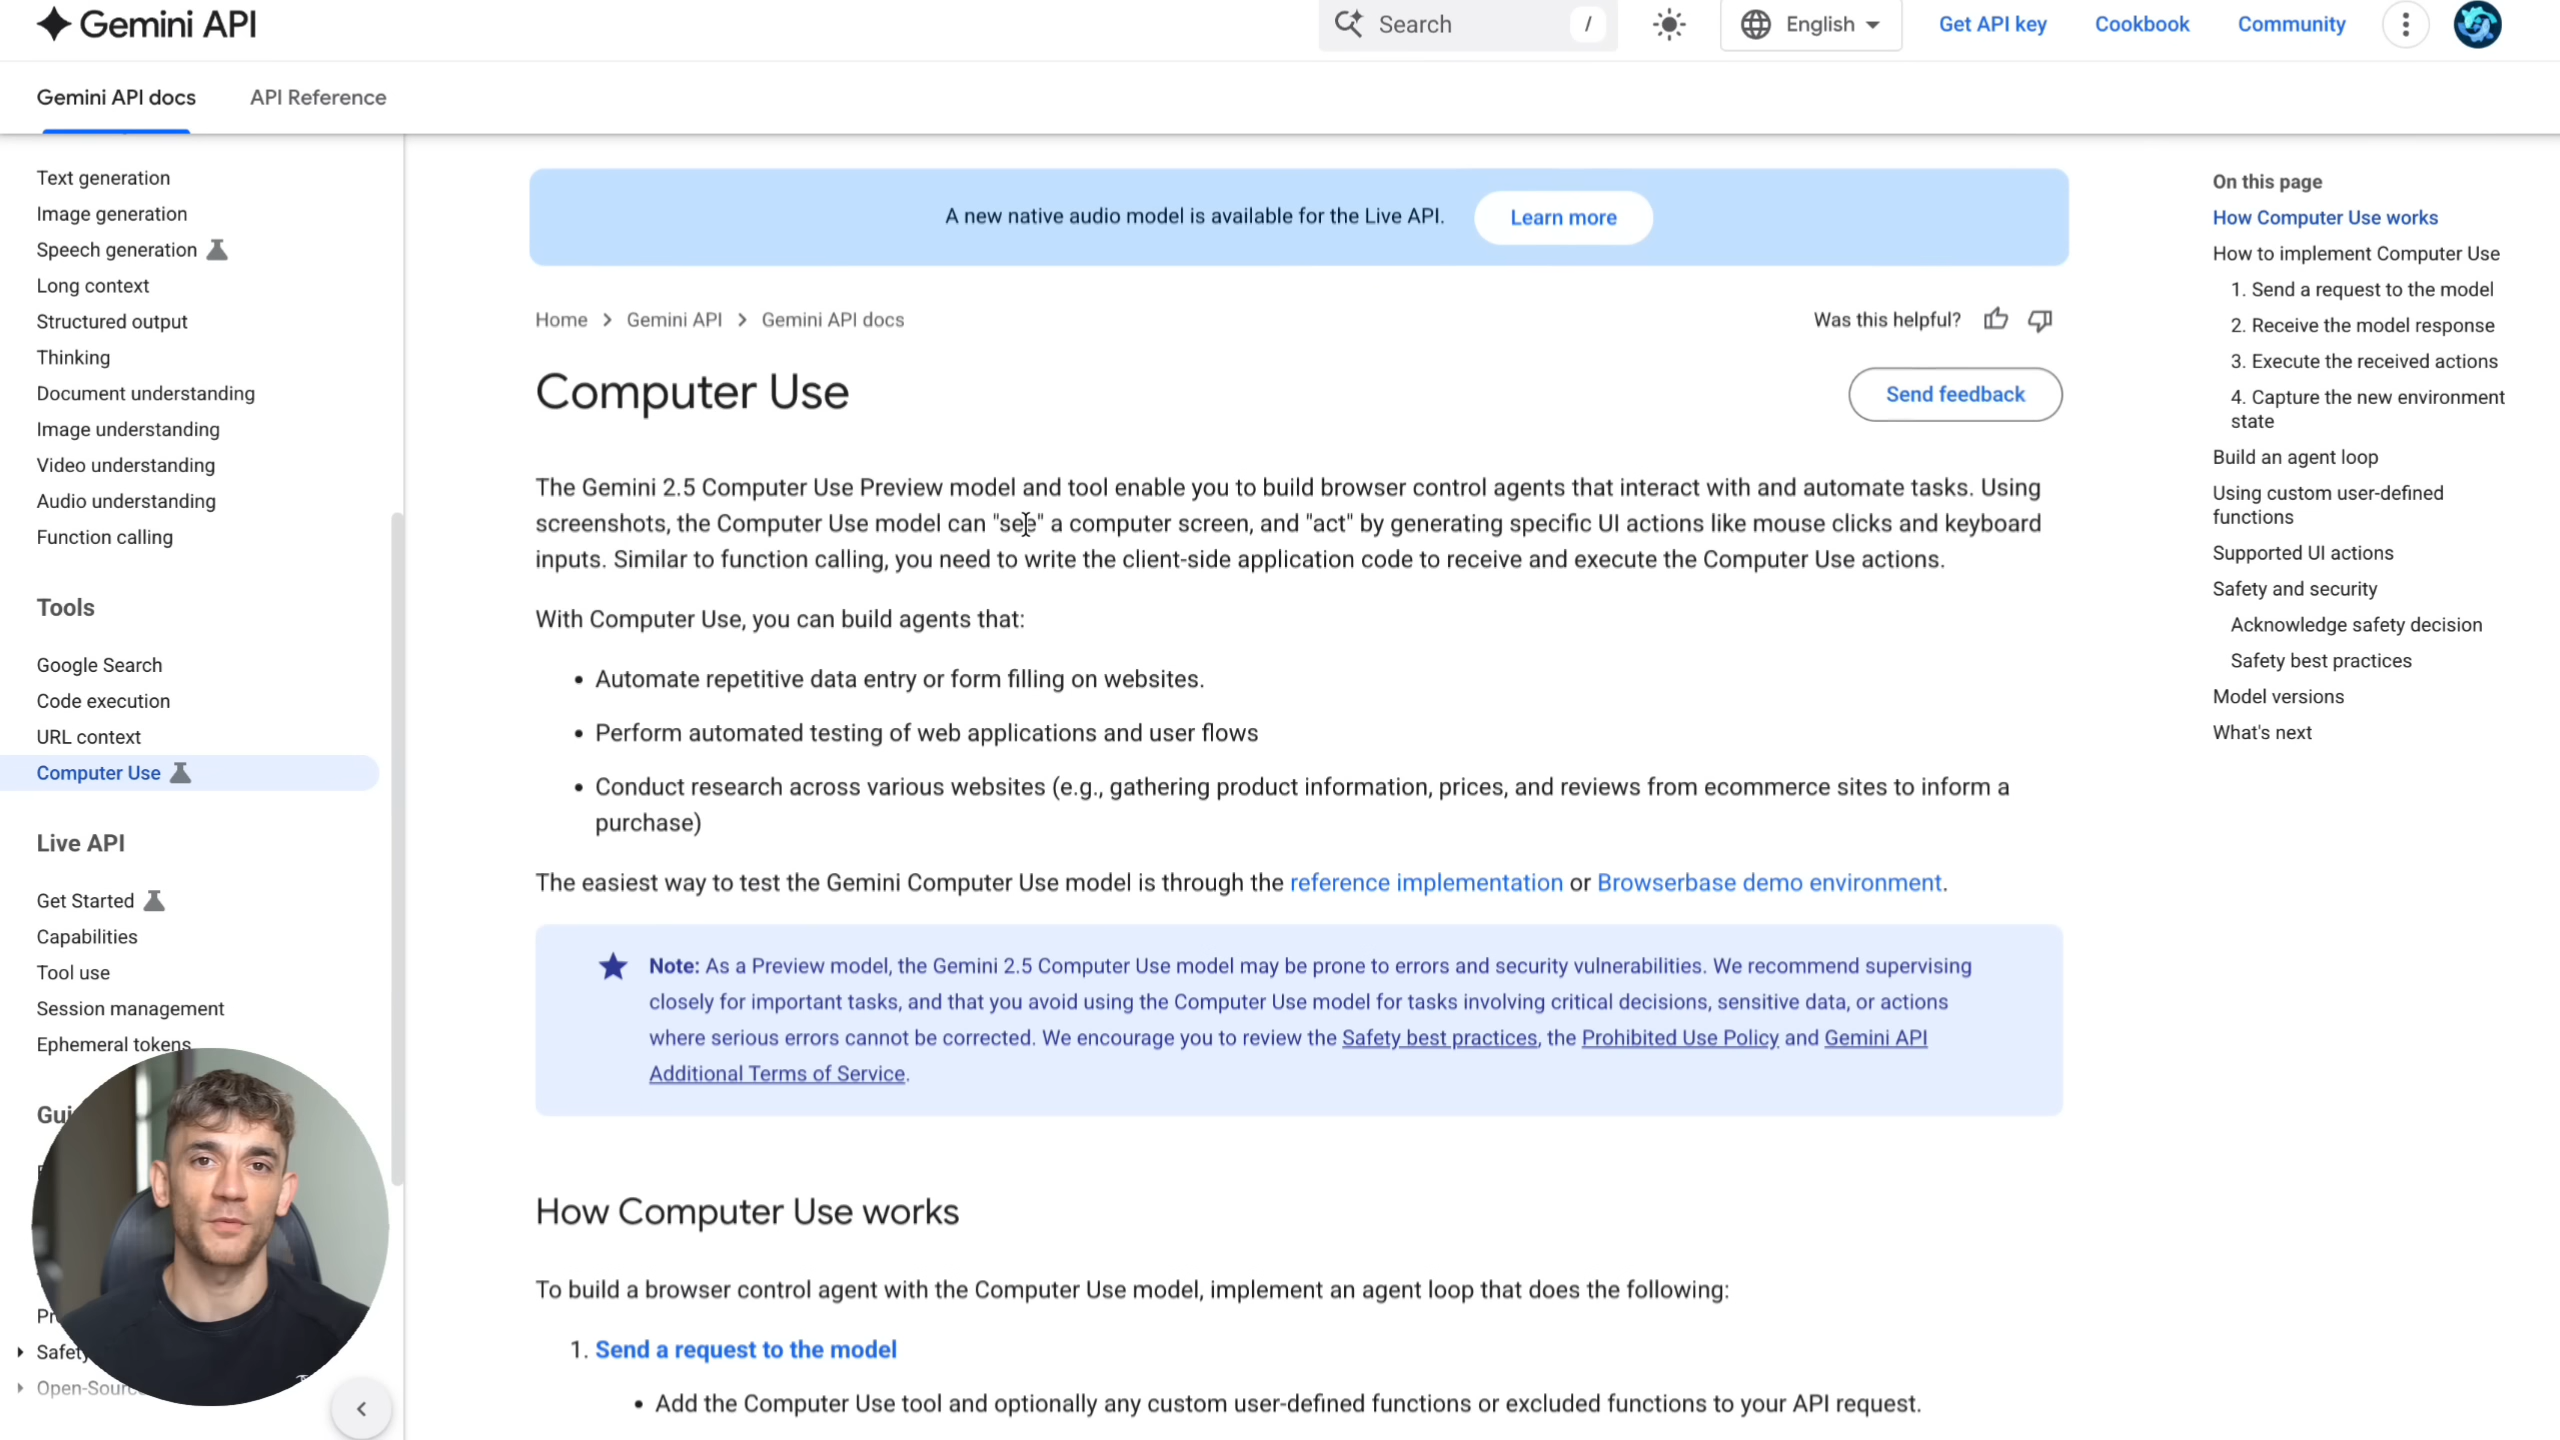 Gemini API
Search
/
English
Get API key
Cookbook
Community
Gemini API docs
API Reference
Text generation
Image generation
Speech generation
Long context
Structured output
Thinking
Document understanding
Image understanding
Video understanding
Audio understanding
Function calling
Tools
Google Search
Code execution
URL context
Computer Use
Live API
Get Started
Capabilities
Tool use
Session management
Ephemeral tokens
A new native audio model is available for the Live API.
Learn more
Home > Gemini API > Gemini API docs
Was this helpful?
Computer Use
Send feedback
The Gemini 2.5 Computer Use Preview model and tool enable you to build browser control agents that interact with and automate tasks. Using
screenshots, the Computer Use model can "see" a computer screen, and "act" by generating specific UI actions like mouse clicks and keyboard
inputs. Similar to function calling, you need to write the client-side application code to receive and execute the Computer Use actions.
With Computer Use, you can build agents that:
• Automate repetitive data entry or form filling on websites.
• Perform automated testing of web applications and user flows
• Conduct research across various websites (e.g., gathering product information, prices, and reviews from ecommerce sites to inform a
purchase)
The easiest way to test the Gemini Computer Use model is through the reference implementation or Browserbase demo environment.
Note: As a Preview model, the Gemini 2.5 Computer Use model may be prone to errors and security vulnerabilities. We recommend supervising
closely for important tasks, and that you avoid using the Computer Use model for tasks involving critical decisions, sensitive data, or actions
where serious errors cannot be corrected. We encourage you to review the Safety best practices, the Prohibited Use Policy and Gemini API
Additional Terms of Service.
How Computer Use works
To build a browser control agent with the Computer Use model, implement an agent loop that does the following:
1. Send a request to the model
• Add the Computer Use tool and optionally any custom user-defined functions or excluded functions to your API request.
On this page
How Computer Use works
How to implement Computer Use
1. Send a request to the model
2. Receive the model response
3. Execute the received actions
4. Capture the new environment
state
Build an agent loop
Using custom user-defined
functions
Supported UI actions
Safety and security
Acknowledge safety decision
Safety best practices
Model versions
What's next